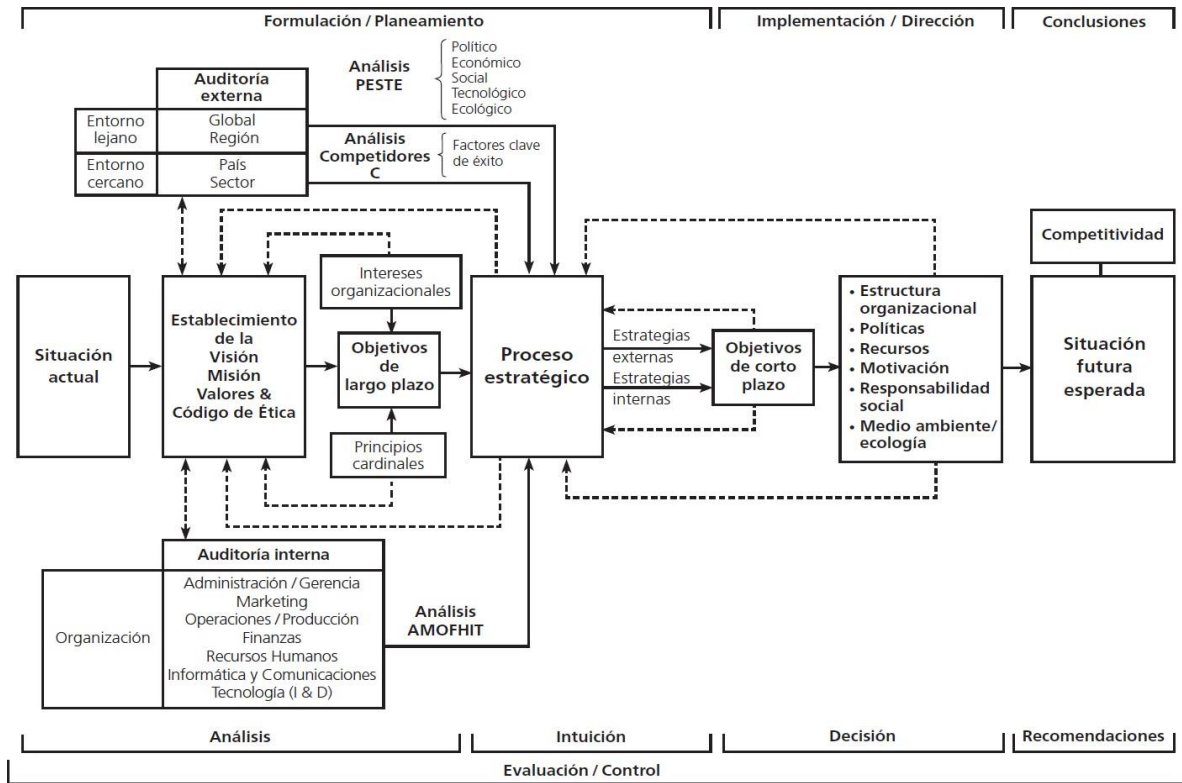 Formulación / Planeamiento
Implementación / Dirección
Conclusiones
Auditoría
externa
Entorno
lejano
Global
Región
Entorno
cercano
País
Sector
Análisis
PESTE
Político
Económico
Social
Tecnológico
Ecológico
Análisis
Competidores
C
Factores clave
de éxito
Situación
actual
Establecimiento
de la
Visión
Misión
Valores &
Código de Ética
Intereses
organizacionales
Objetivos
de
largo plazo
Principios
cardinales
Proceso
estratégico
Estrategias
externas
Estrategias
internas
Objetivos
de corto
plazo
• Estructura
organizacional
• Políticas
• Recursos
• Motivación
• Responsabilidad
social
• Medio ambiente/
ecología
Competitividad
Situación
futura
esperada
Auditoría interna
Organización
Administración / Gerencia
Marketing
Operaciones / Producción
Finanzas
Recursos Humanos
Informática y Comunicaciones
Tecnología (I & D)
Análisis
AMOFHIT
Análisis
Intuición
Decisión
Recomendaciones
Evaluación / Control